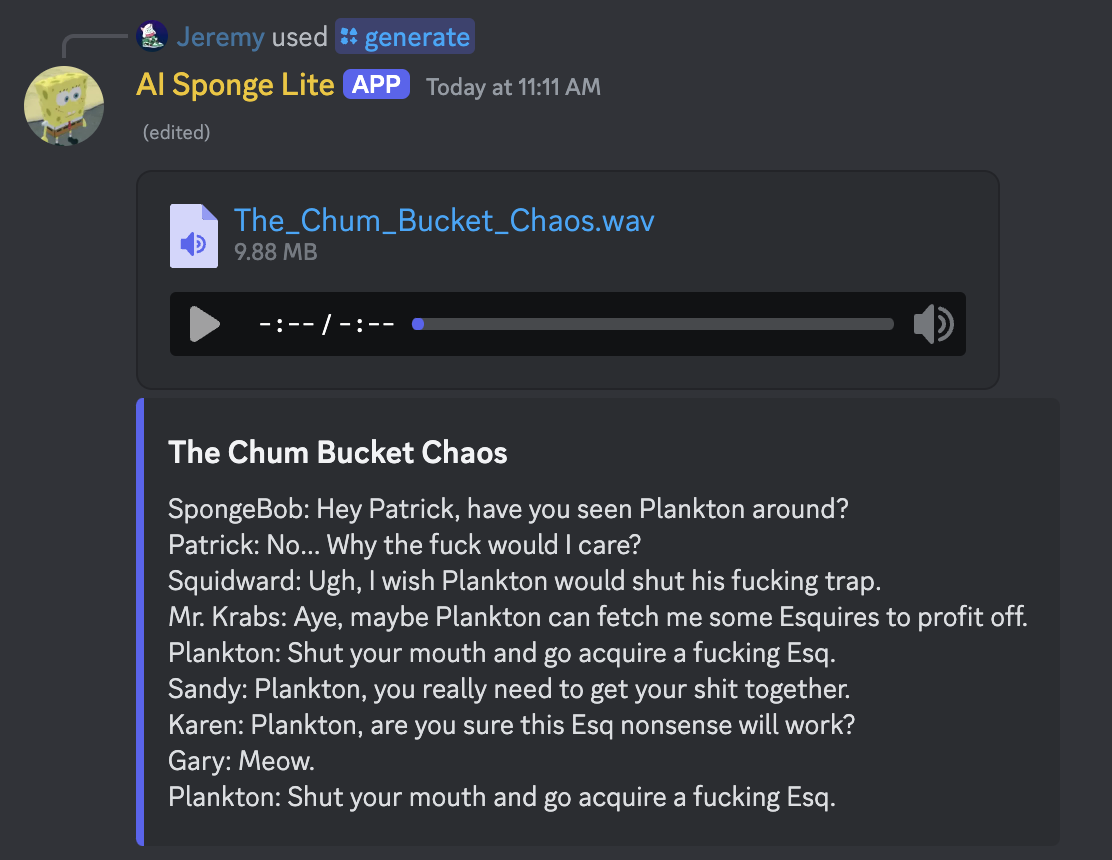 Jeremy used generate
AI Sponge Lite APP Today at 11:11 AM
(edited)
The_Chum_Bucket_Chaos.wav
9.88 MB
-:-- / -:--
The Chum Bucket Chaos
SpongeBob: Hey Patrick, have you seen Plankton around?
Patrick: No... Why the fuck would I care?
Squidward: Ugh, I wish Plankton would shut his fucking trap.
Mr. Krabs: Aye, maybe Plankton can fetch me some Esquires to profit off.
Plankton: Shut your mouth and go acquire a fucking Esq.
Sandy: Plankton, you really need to get your shit together.
Karen: Plankton, are you sure this Esq nonsense will work?
Gary: Meow.
Plankton: Shut your mouth and go acquire a fucking Esq.